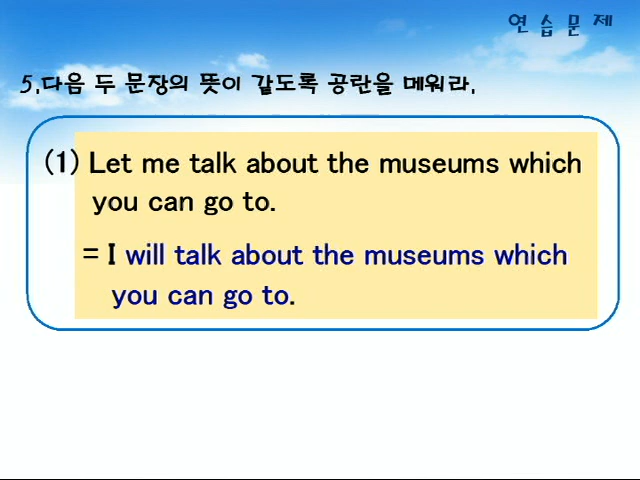 연습문제
5.다음 두 문장의 뜻이 같도록 공란을 메워라.
(1) Let me talk about the museums which
you can go to.
= I will talk about the museums which
you can go to.